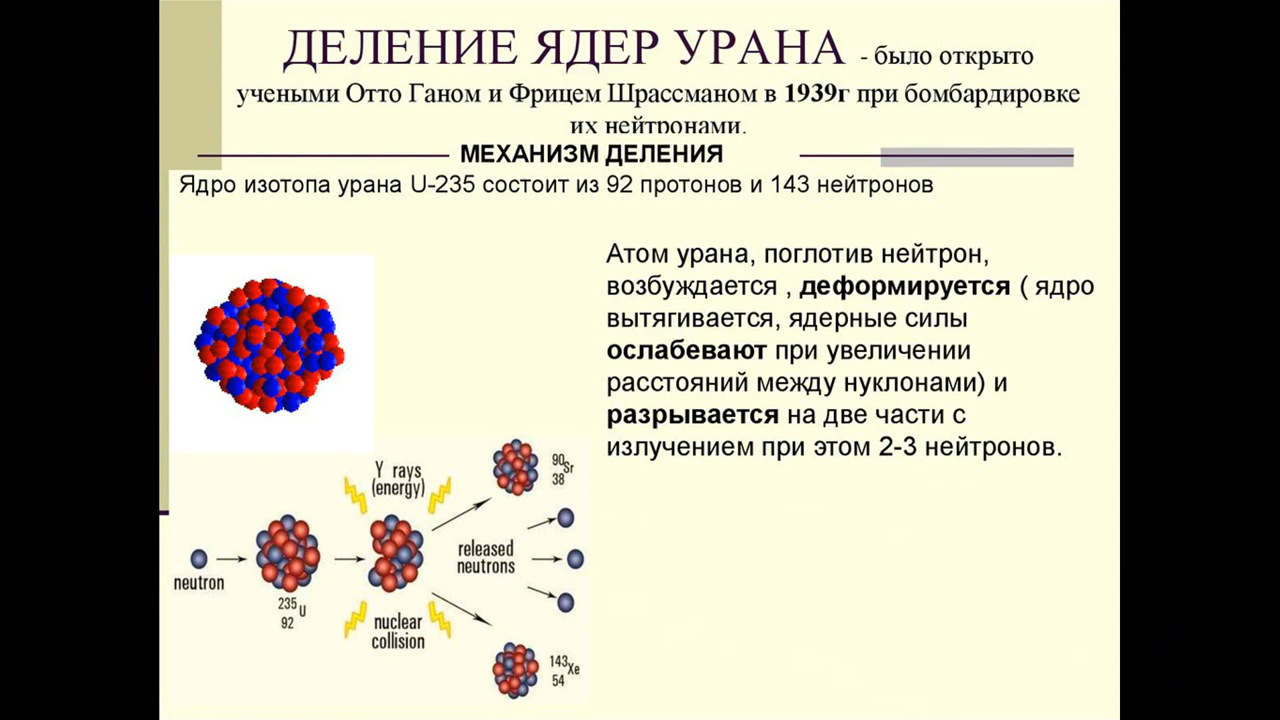 ДЕЛЕНИЕ ЯДЕР УРАНА - было открыто
учеными Отто Ганом и Фрицем Шрассманом в 1939г при бомбардировке
их нейтронами.
МЕХАНИЗМ ДЕЛЕНИЯ
Ядро изотопа урана U-235 состоит из 92 протонов и 143 нейтронов
Атом урана, поглотив нейтрон,
возбуждается , деформируется ( ядро
вытягивается, ядерные силы
ослабевают при увеличении
расстояний между нуклонами) и
разрывается на две части с
излучением при этом 2-3 нейтронов.
Y rays
(energy)
90 Sr
38
released
neutrons
neutron
235 U
92
nuclear
collision
143 Xe
54